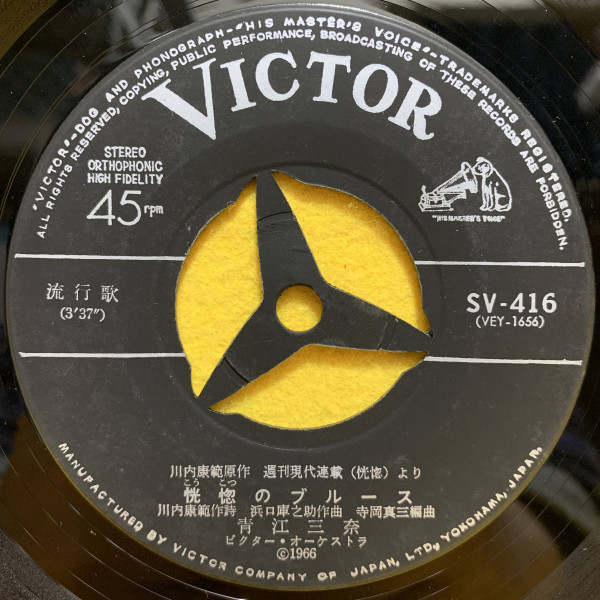 "VICTOR"-DOG AND PHONOGRAPH-"HIS MASTER'S VOICE"-TRADEMARKS REGISTERED.
ALL RIGHTS RESERVED, COPYING, PUBLIC PERFORMANCE, BROADCASTING OF THESE RECORDS ARE FORBIDDEN.
VICTOR
STEREO
ORTHOPHONIC
HIGH FIDELITY
45 rpm
"HIS MASTER'S VOICE"
流行歌
(3'37")
SV-416
(VEY-1656)
川内康範原作 週刊現代連載(恍惚)より
こう こつ
恍惚のブルース
川内康範作詩 浜口庫之助作曲 寺岡真三編曲
青江三奈
ビクター・オーケストラ
©1966
MANUFACTURED BY VICTOR COMPANY OF JAPAN, LTD., YOKOHAMA, JAPAN.